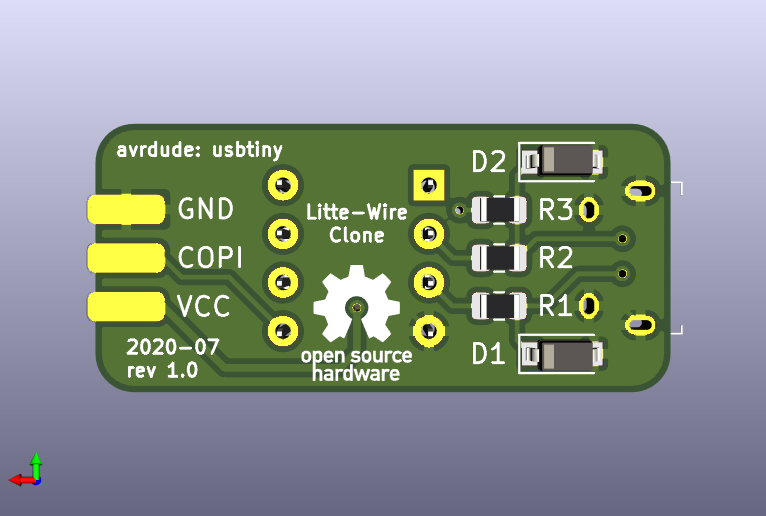 avrdude: usbtiny
D2
GND
Litte-Wire
Clone
R3
COPI
R2
VCC
R1
2020-07
rev 1.0
open source
hardware
D1